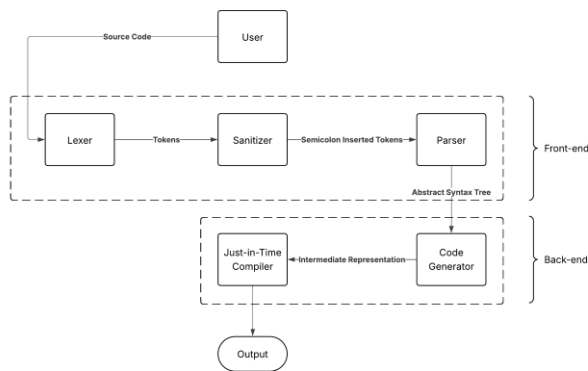 Source Code
User
Lexer
Tokens
Sanitizer
Semicolon Inserted Tokens
Parser
Front-end
Abstract Syntax Tree
Just-in-Time
Compiler
Intermediate Representation
Code
Generator
Back-end
Output